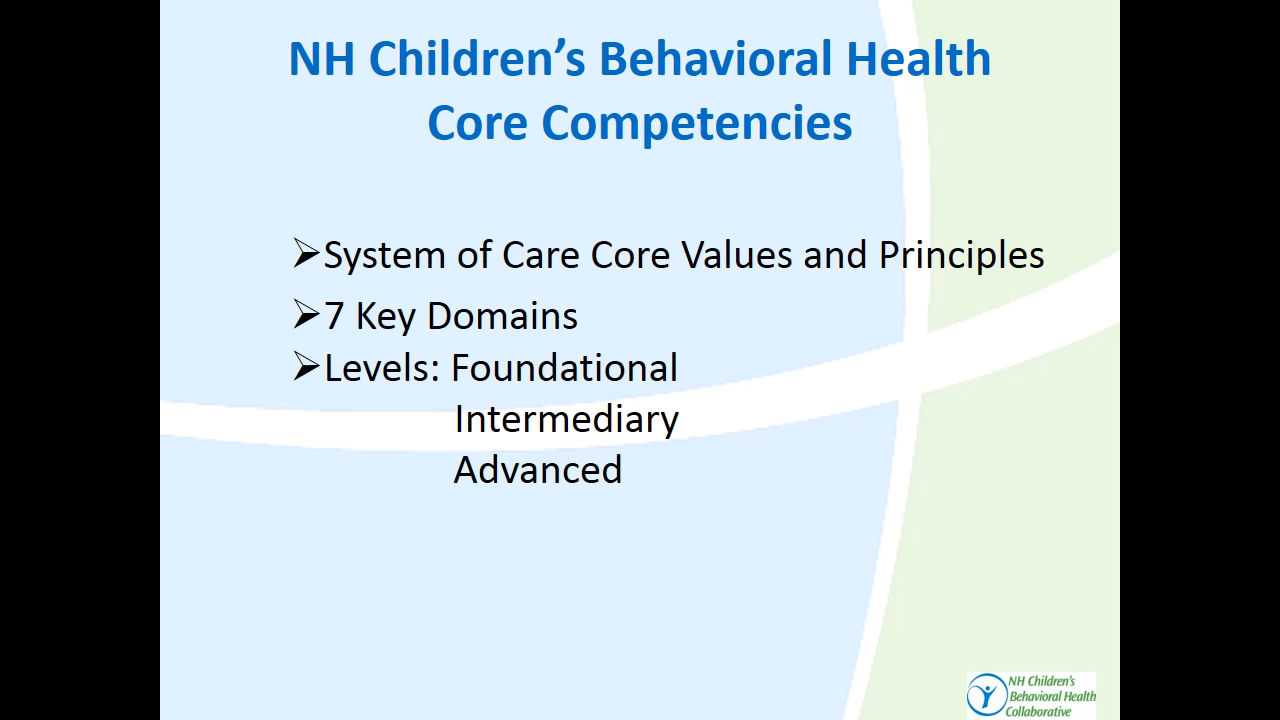 NH Children’s Behavioral Health
Core Competencies
➢System of Care Core Values and Principles
➢7 Key Domains
➢Levels: Foundational
Intermediary
Advanced
NH Children's
Behavioral Health
Collaborative